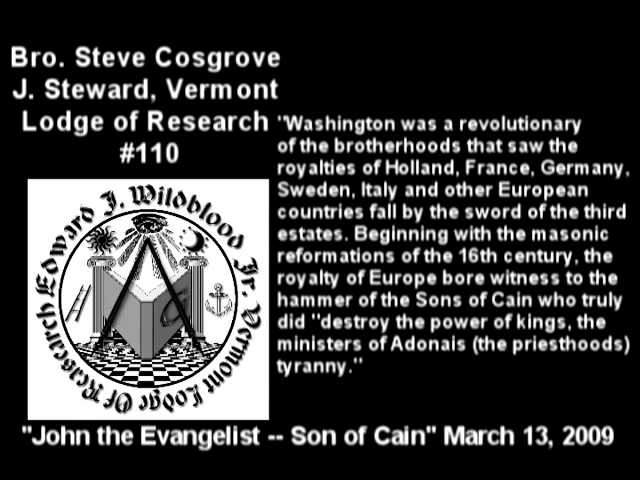 Bro. Steve Cosgrove
J. Steward, Vermont
Lodge of Research
#110
"Washington was a revolutionary
of the brotherhoods that saw the
royalties of Holland, France, Germany,
Sweden, Italy and other European
countries fall by the sword of the third
estates. Beginning with the masonic
reformations of the 16th century, the
royalty of Europe bore witness to the
hammer of the Sons of Cain who truly
did "destroy the power of kings, the
ministers of Adonais (the priesthoods)
tyranny."
Edward J. Wildblood Jr. Vermont Lodge Of Research
G
"John the Evangelist -- Son of Cain" March 13, 2009